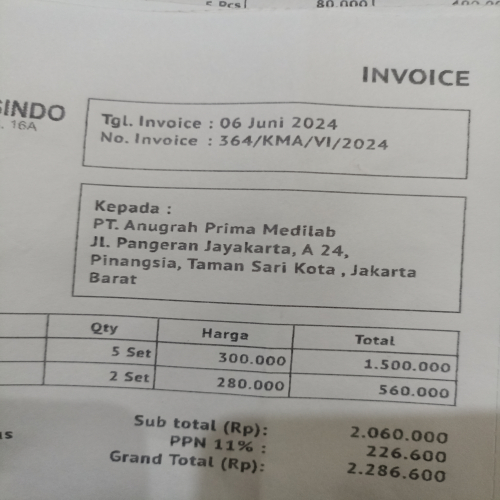 5 Pcs
80.000
INVOICE
SINDO
. 16A
Tgl. Invoice : 06 Juni 2024
No. Invoice : 364/KMA/VI/2024
Kepada :
PT. Anugrah Prima Medilab
Jl. Pangeran Jayakarta, A 24,
Pinangsia, Taman Sari Kota , Jakarta
Barat
Qty Harga Total
5 Set 300.000 1.500.000
2 Set 280.000 560.000
Sub total (Rp): 2.060.000
PPN 11% : 226.600
Grand Total (Rp): 2.286.600